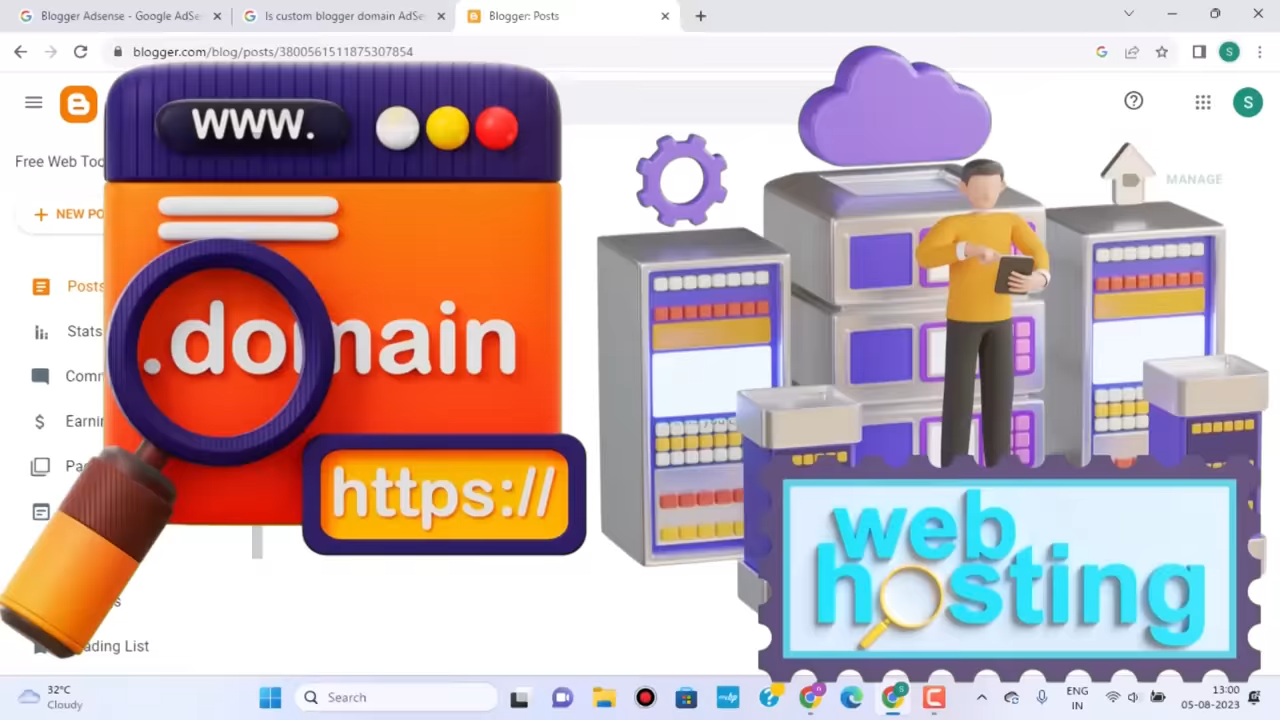 Blogger Adsense - Google AdSe
Is custom blogger domain AdSe
Blogger: Posts
blogger.com/blog/posts/3800561511875307854
S
S
Free Web Too
MANAGE
NEW PO
Posts
Stats
Comm
Earnin
Pa
ading List
www.
.domain
https://
web
hosting
32°C
Cloudy
Search
ENG
IN
13:00
05-08-2023